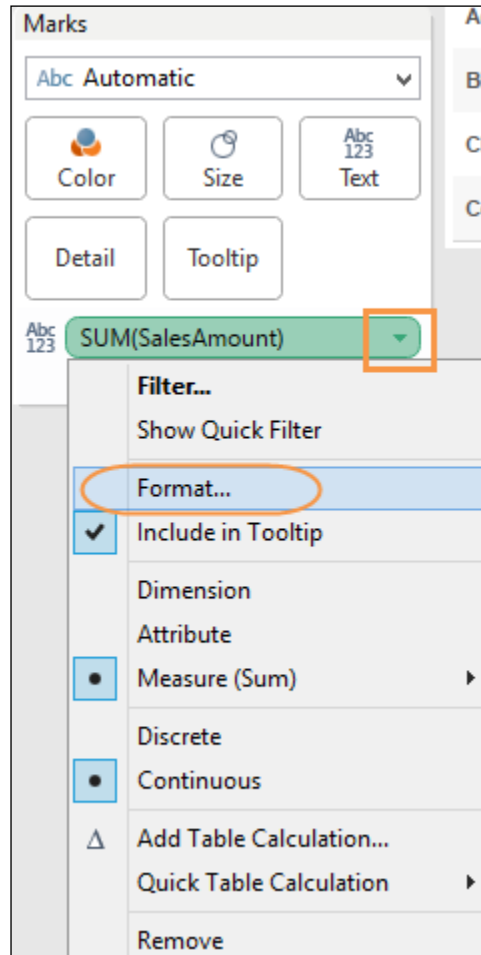 Marks
Abc Automatic
Color
Size
Abc
123
Text
Detail
Tooltip
Abc
123
SUM(SalesAmount)
Filter...
Show Quick Filter
Format...
Include in Tooltip
Dimension
Attribute
Measure (Sum)
Discrete
Continuous
Δ Add Table Calculation...
Quick Table Calculation
Remove